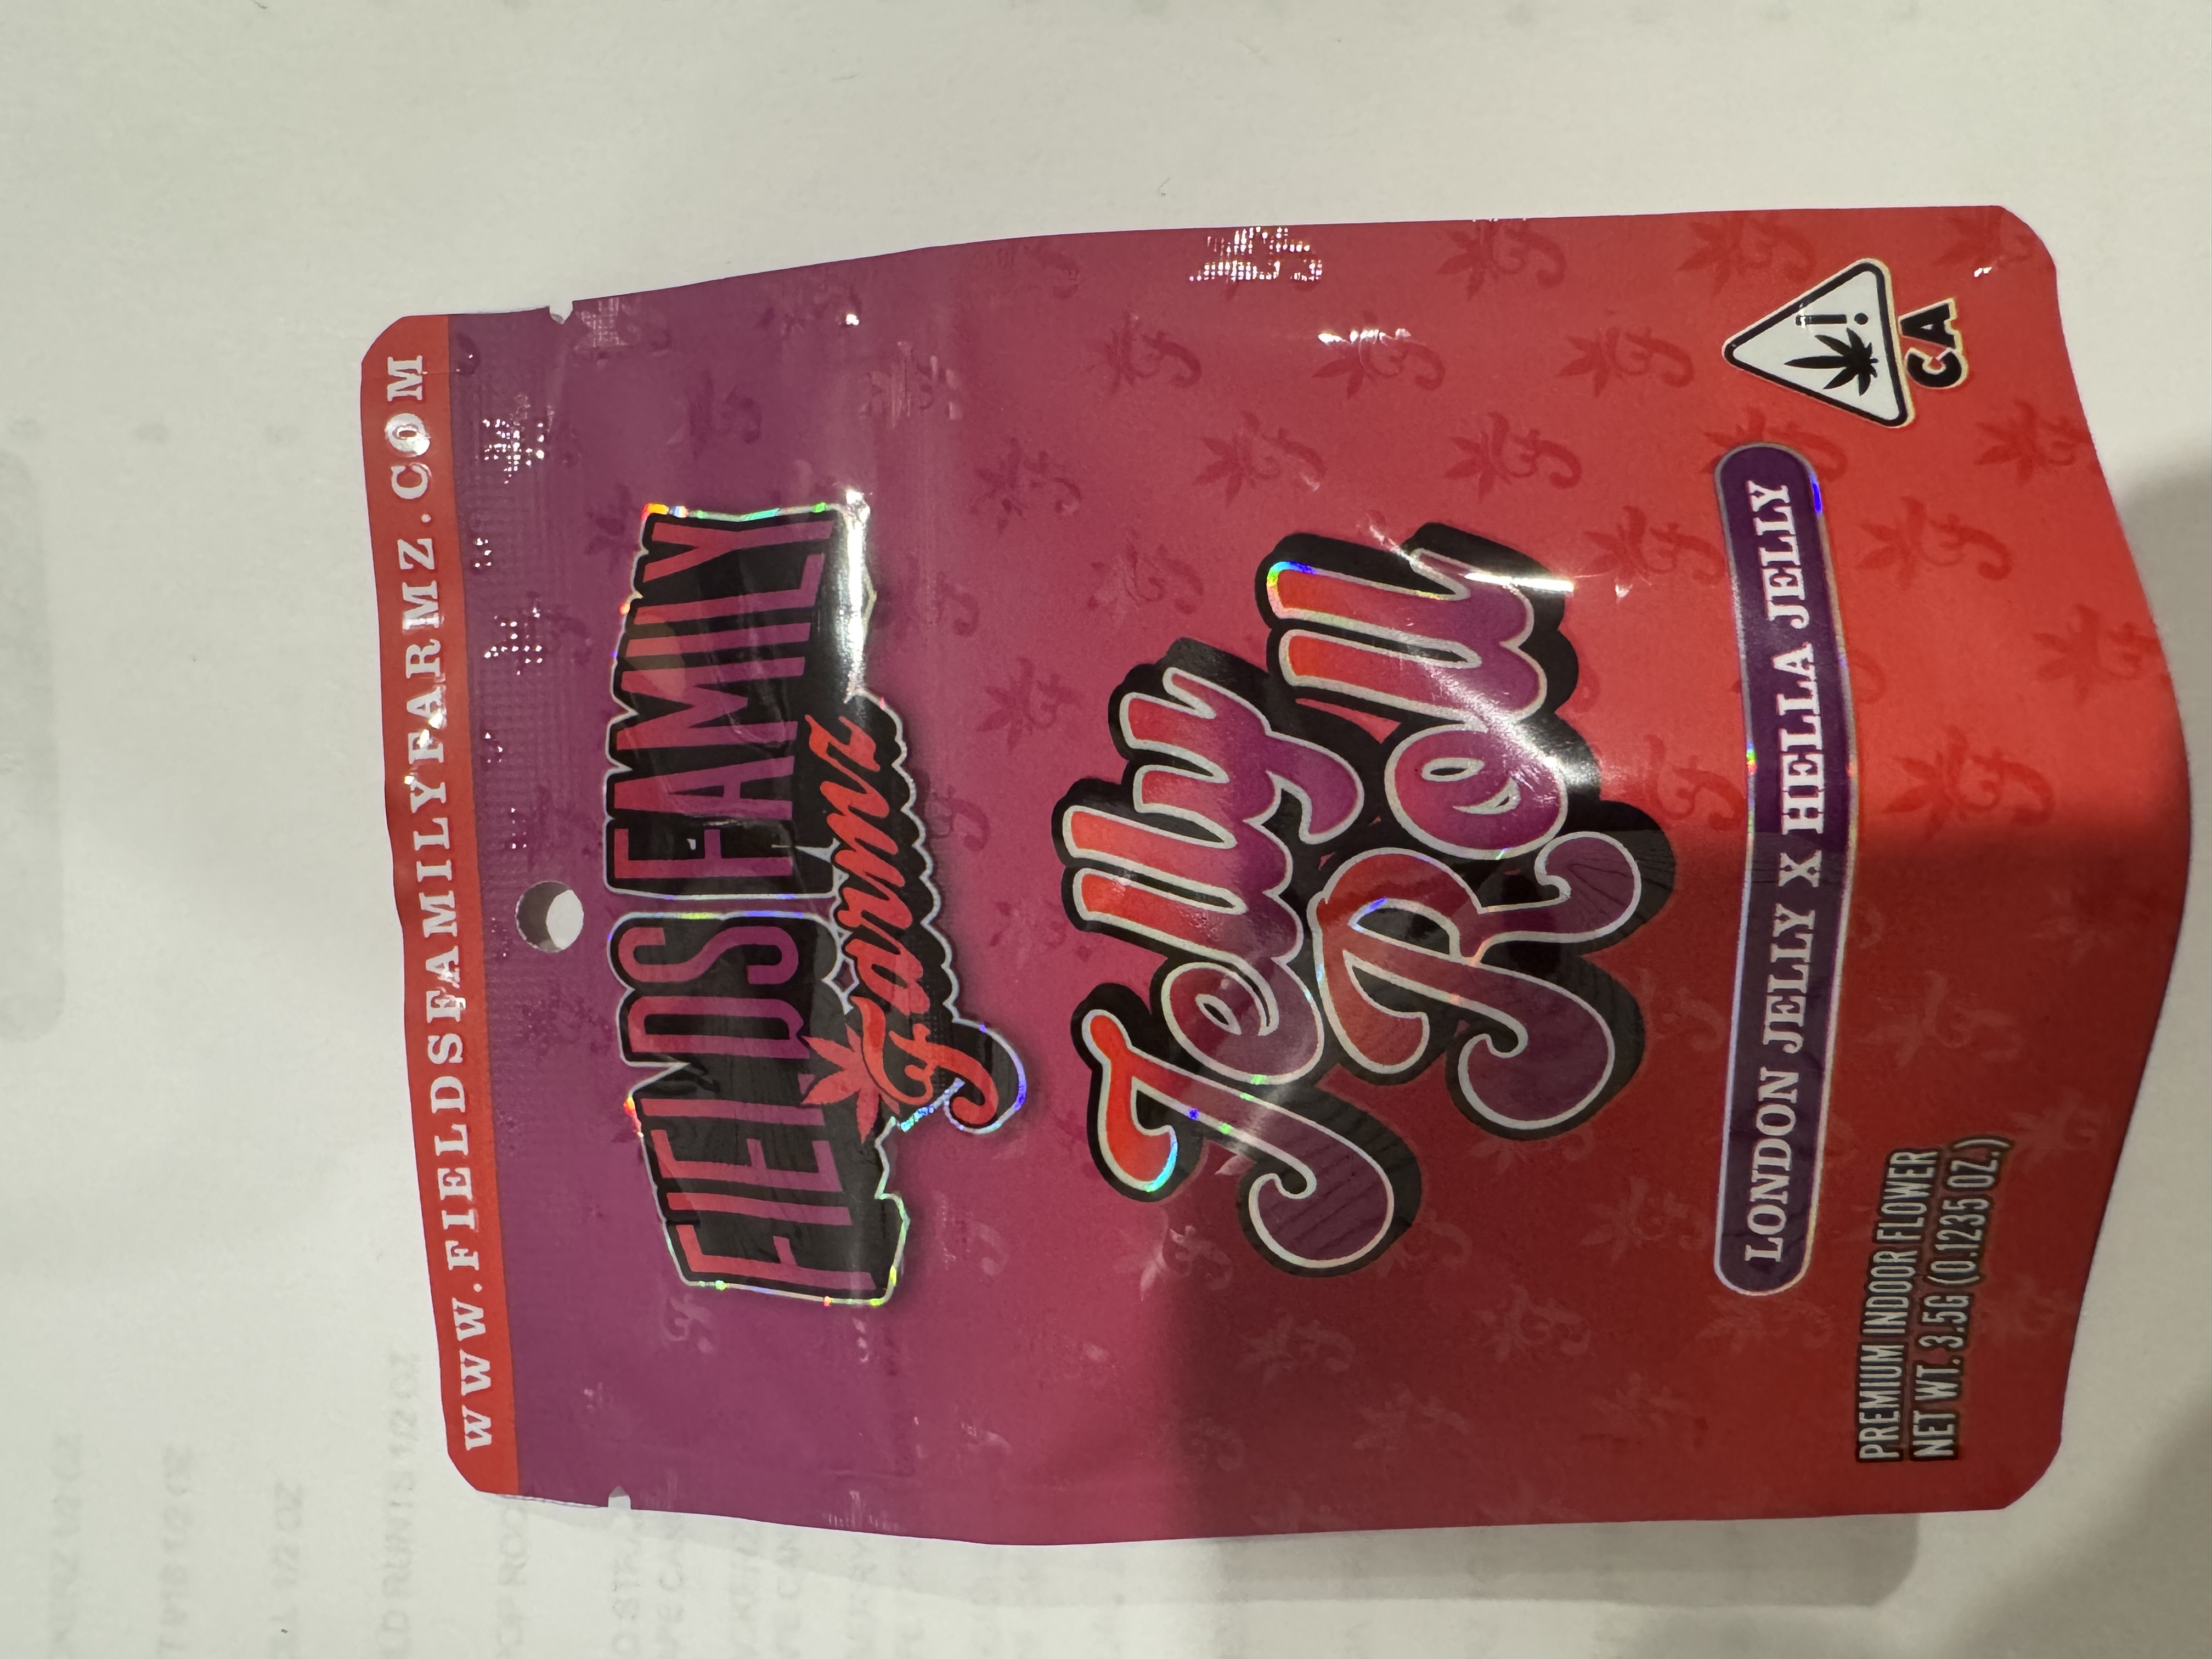 WWW.FIELDSFAMILYFARMZ.COM
FIELDS FAMILY
Farmz
Jelly
Roll
LONDON JELLY X HELLA JELLY
PREMIUM INDOOR FLOWER
NET WT. 3.5G (0.1235 OZ.)
!
CA